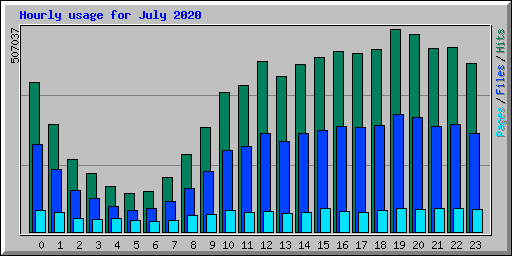 Hourly usage for July 2020
507037
Pages / Files / Hits
0 1 2 3 4 5 6 7 8 9 10 11 12 13 14 15 16 17 18 19 20 21 22 23